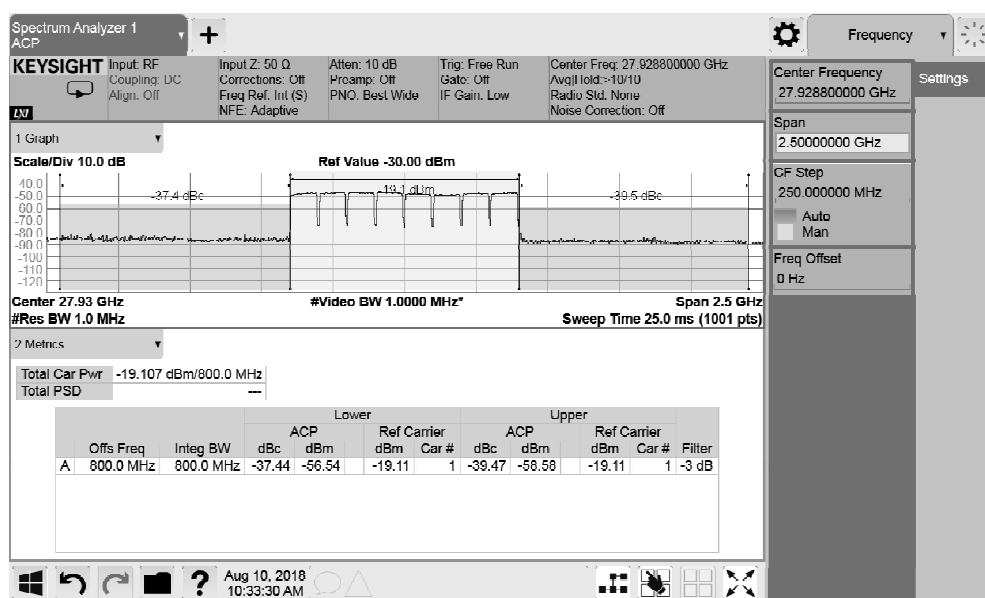 Spectrum Analyzer 1
ACP
+
Frequency
KEYSIGHT
Input: RF
Coupling: DC
Align: Off
Input Z: 50 Ω
Corrections: Off
Freq Ref: Int (S)
NFE: Adaptive
Atten: 10 dB
Preamp: Off
PNO: Best Wide
Trig: Free Run
Gate: Off
IF Gain: Low
Center Freq: 27.928800000 GHz
Avg|Hold:>10/10
Radio Std: None
Noise Correction: Off
LXI
Center Frequency
27.928800000 GHz
Settings
Span
2.50000000 GHz
CF Step
250.000000 MHz
Auto
Man
Freq Offset
0 Hz
1 Graph
Scale/Div 10.0 dB
Ref Value -30.00 dBm
-37.4 dBc
-19.1 dBm
-39.5 dBc
-40.0
-50.0
-60.0
-70.0
-80.0
-90.0
-100
-110
-120
Center 27.93 GHz
#Video BW 1.0000 MHz*
Span 2.5 GHz
#Res BW 1.0 MHz
Sweep Time 25.0 ms (1001 pts)
2 Metrics
Total Car Pwr -19.107 dBm/800.0 MHz
Total PSD ---
Lower Upper
ACP Ref Carrier ACP Ref Carrier
Offs Freq Integ BW dBc dBm dBm Car # dBc dBm dBm Car # Filter
A 800.0 MHz 800.0 MHz -37.44 -56.54 -19.11 1 -39.47 -58.58 -19.11 1 -3 dB
?
Aug 10, 2018
10:33:30 AM